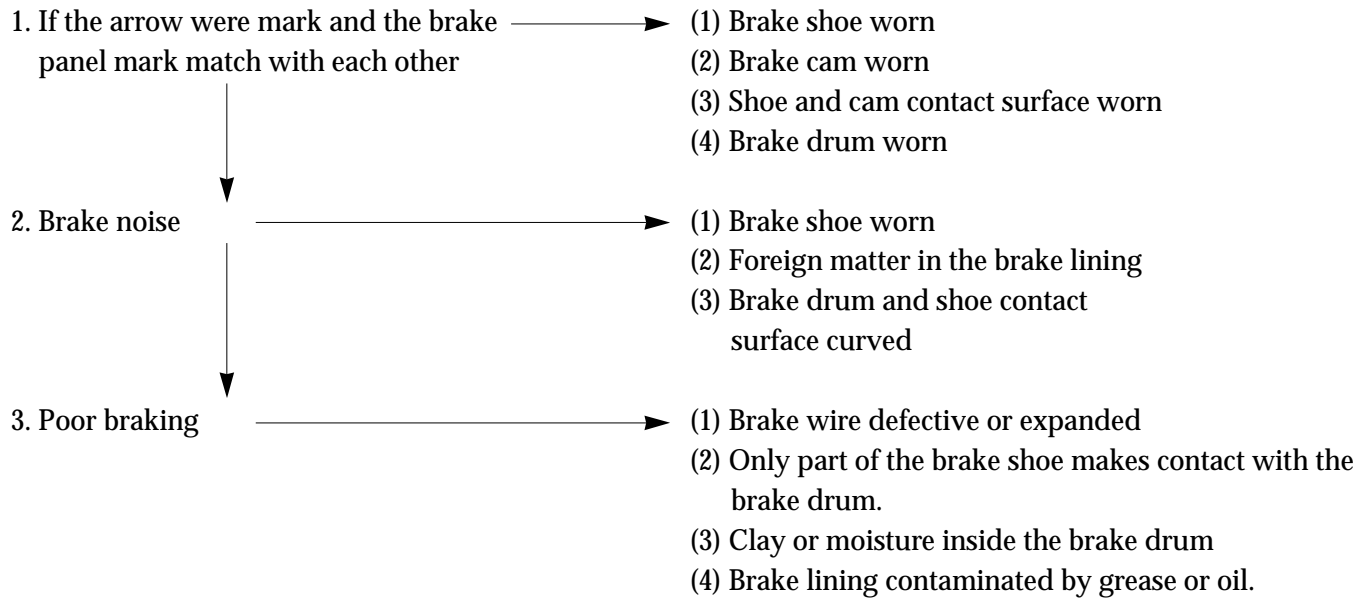 1. If the arrow were mark and the brake
panel mark match with each other
(1) Brake shoe worn
(2) Brake cam worn
(3) Shoe and cam contact surface worn
(4) Brake drum worn
2. Brake noise
(1) Brake shoe worn
(2) Foreign matter in the brake lining
(3) Brake drum and shoe contact
surface curved
3. Poor braking
(1) Brake wire defective or expanded
(2) Only part of the brake shoe makes contact with the
brake drum.
(3) Clay or moisture inside the brake drum
(4) Brake lining contaminated by grease or oil.